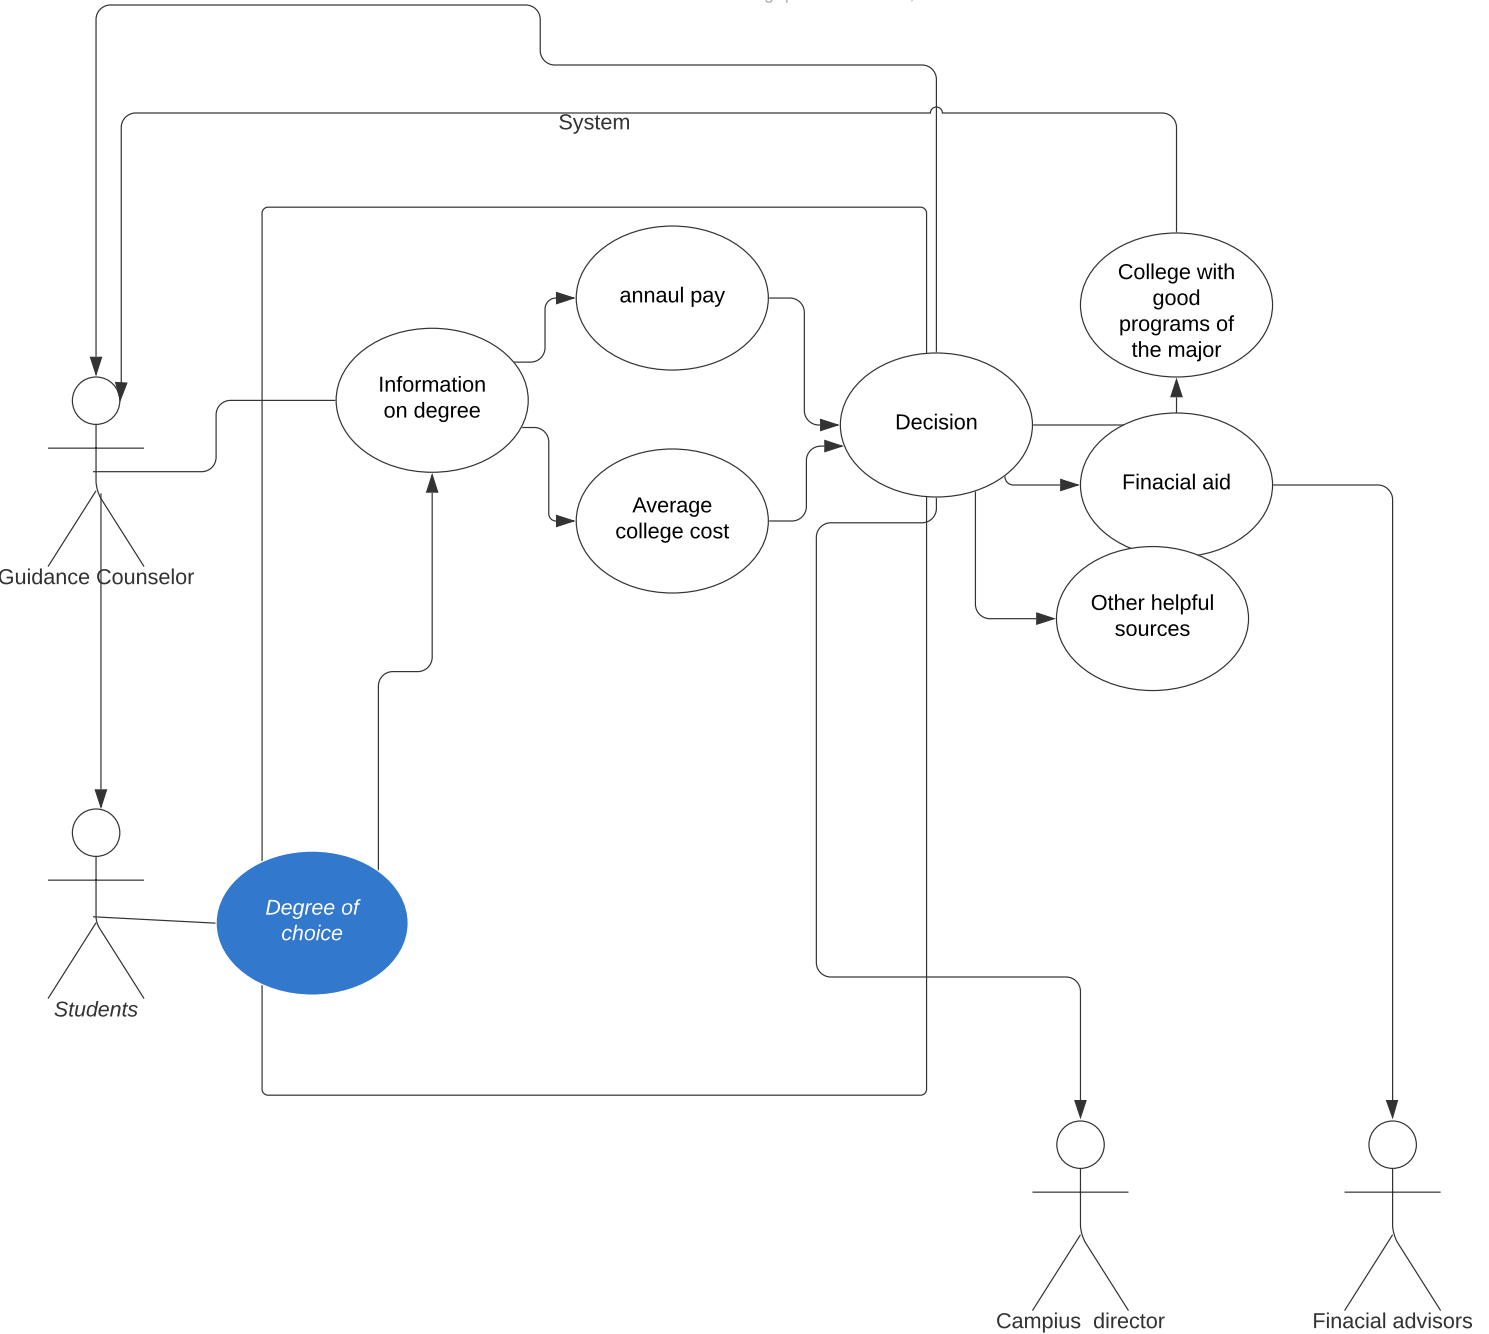 System
College with
good
programs of
the major
annaul pay
Information
on degree
Decision
Finacial aid
Average
college cost
Guidance Counselor
Other helpful
sources
Degree of
choice
Students
Campius  director
Finacial advisors